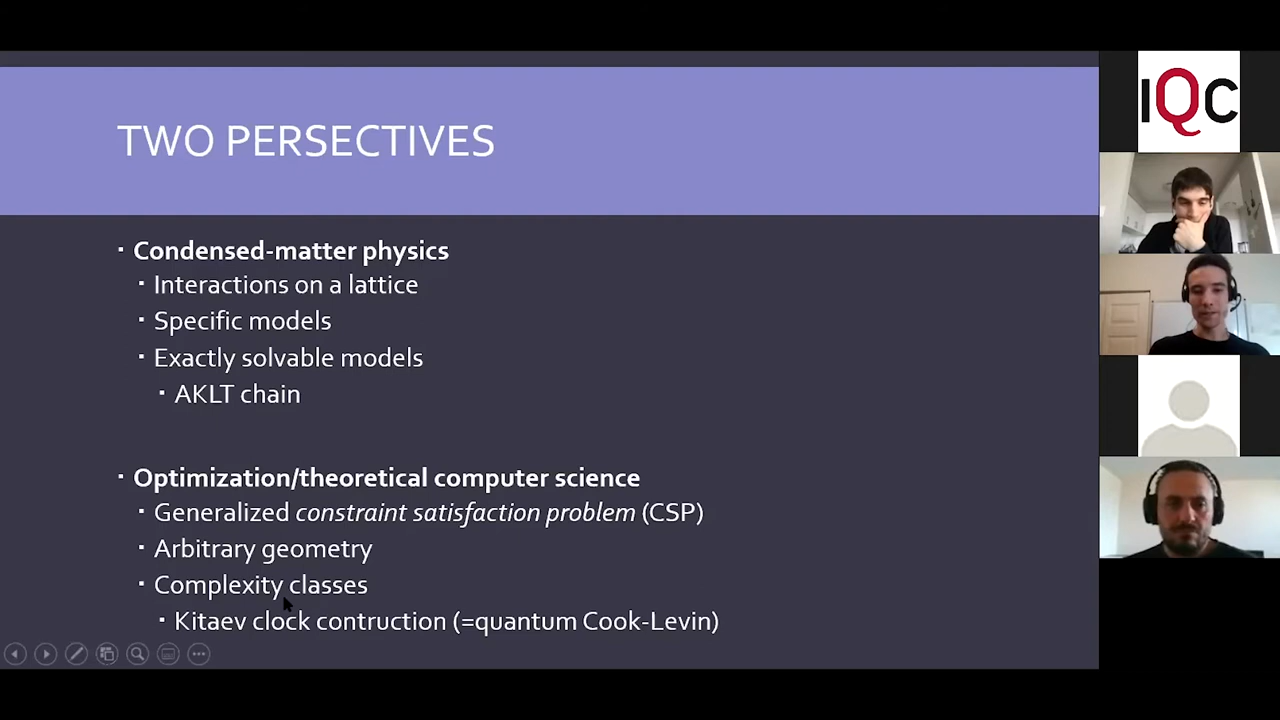 TWO PERSECTIVES
Condensed-matter physics
Interactions on a lattice
Specific models
Exactly solvable models
AKLT chain
Optimization/theoretical computer science
Generalized constraint satisfaction problem (CSP)
Arbitrary geometry
Complexity classes
Kitaev clock contruction (=quantum Cook-Levin)
IQC